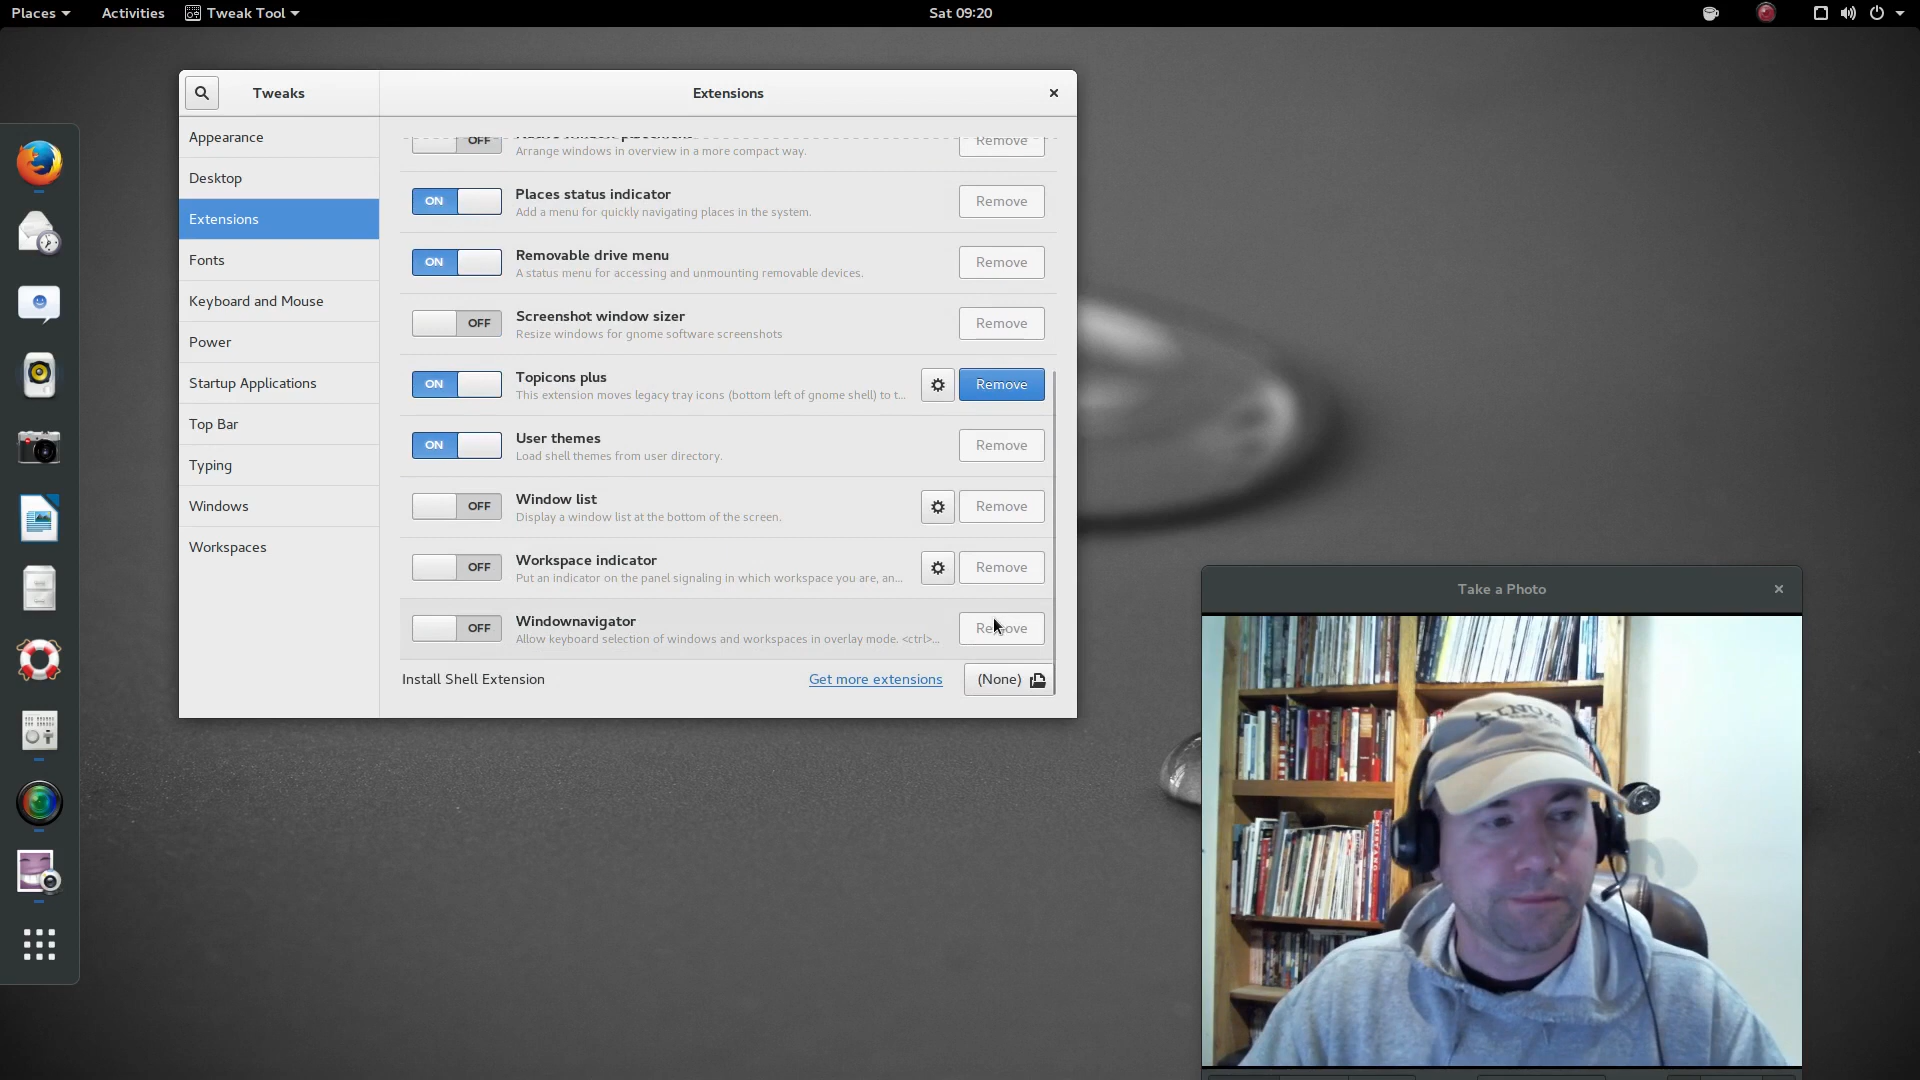 Places
Activities
Tweak Tool
Sat 09:20
Tweaks
Extensions
Appearance
Desktop
Extensions
Fonts
Keyboard and Mouse
Power
Startup Applications
Top Bar
Typing
Windows
Workspaces
OFF
Arrange windows in overview in a more compact way.
Remove
ON
Places status indicator
Add a menu for quickly navigating places in the system.
Remove
ON
Removable drive menu
A status menu for accessing and unmounting removable devices.
Remove
OFF
Screenshot window sizer
Resize windows for gnome software screenshots
Remove
ON
Topicons plus
This extension moves legacy tray icons (bottom left of gnome shell) to t...
Remove
ON
User themes
Load shell themes from user directory.
Remove
OFF
Window list
Display a window list at the bottom of the screen.
Remove
OFF
Workspace indicator
Put an indicator on the panel signaling in which workspace you are, an...
Remove
OFF
Windownavigator
Allow keyboard selection of windows and workspaces in overlay mode. <ctrl>...
Remove
Install Shell Extension
Get more extensions
(None)
Take a Photo
LINUX
MUSTANG